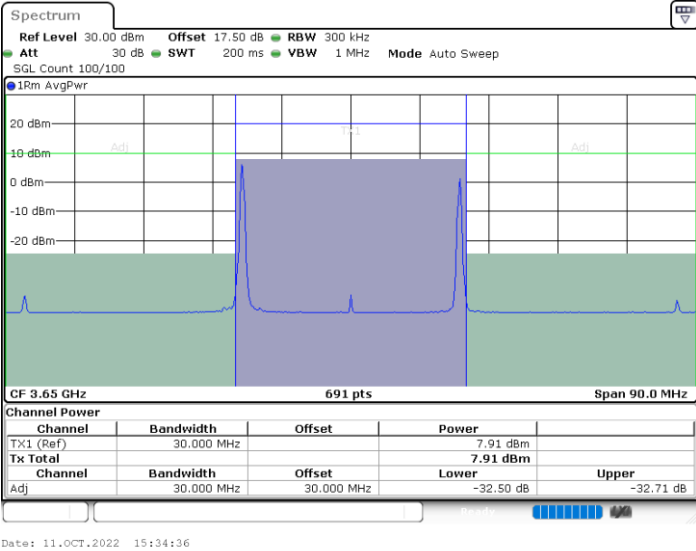 Spectrum
Ref Level 30.00 dBm Offset 17.50 dB RBW 300 kHz
Att 30 dB SWT 200 ms VBW 1 MHz Mode Auto Sweep
SGL Count 100/100
1Rm AvgPwr
20 dBm
TX1
Adj Adj
10 dBm
0 dBm
-10 dBm
-20 dBm
CF 3.65 GHz 691 pts Span 90.0 MHz
Channel Power
Channel Bandwidth Offset Power
TX1 (Ref) 30.000 MHz 7.91 dBm
Tx Total 7.91 dBm
Channel Bandwidth Offset Lower Upper
Adj 30.000 MHz 30.000 MHz -32.50 dB -32.71 dB
Ready
Date: 11.OCT.2022 15:34:36